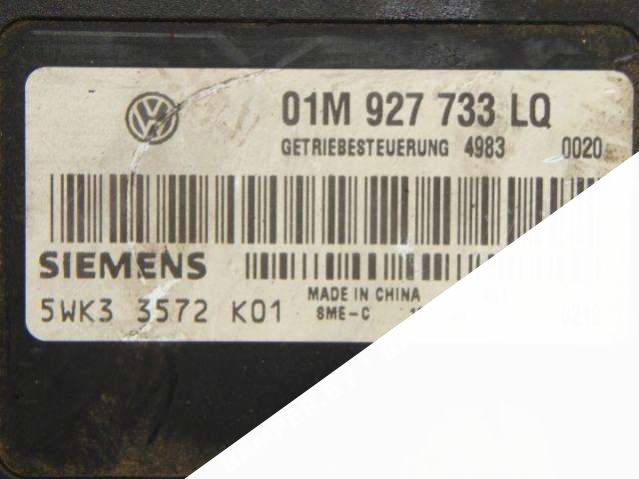 01M 927 733 LQ
GETRIEBESTEUERUNG 4983 0020
SIEMENS
MADE IN CHINA
5WK3 3572 K01 SME-C